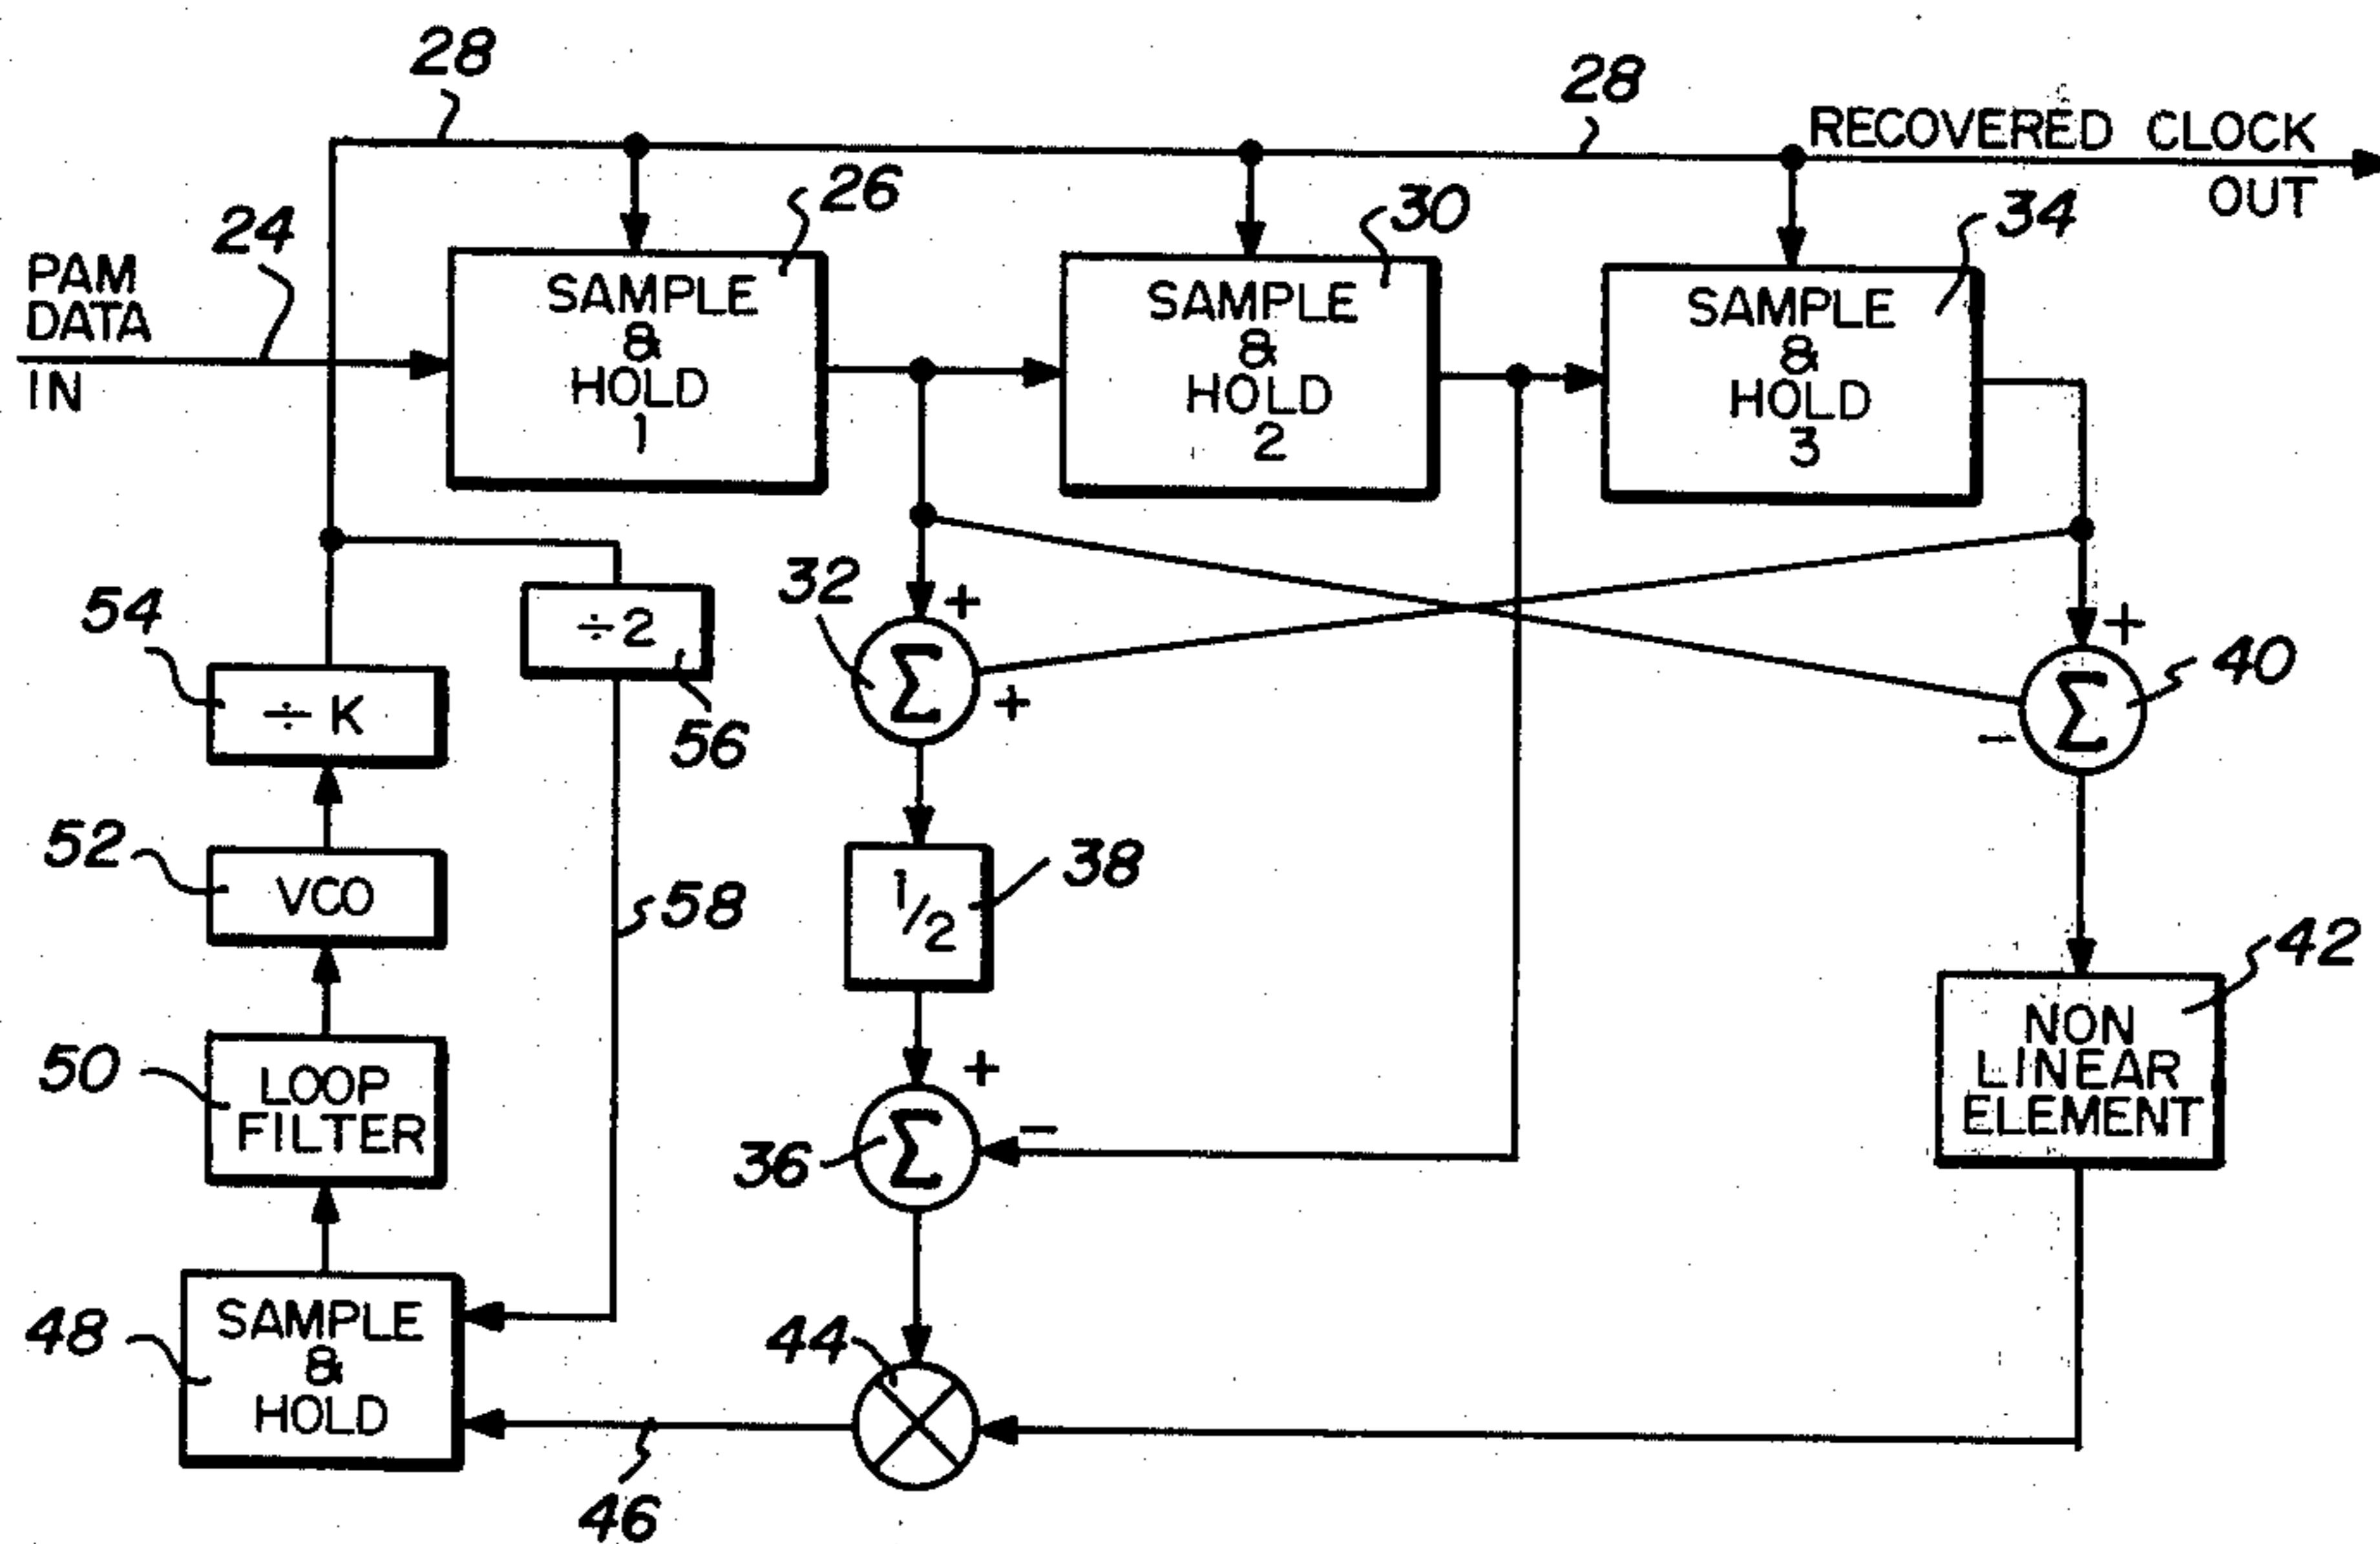 28
28
RECOVERED CLOCK
OUT
26
30
34
24
PAM
DATA
IN
SAMPLE
&
HOLD
1
SAMPLE
&
HOLD
2
SAMPLE
&
HOLD
3
54
÷ K
÷2
56
32
+
Σ
+
+
Σ
−
40
52
VCO
58
1/2
38
42
NON
LINEAR
ELEMENT
50
LOOP
FILTER
+
36
Σ
−
48
SAMPLE
&
HOLD
44
46